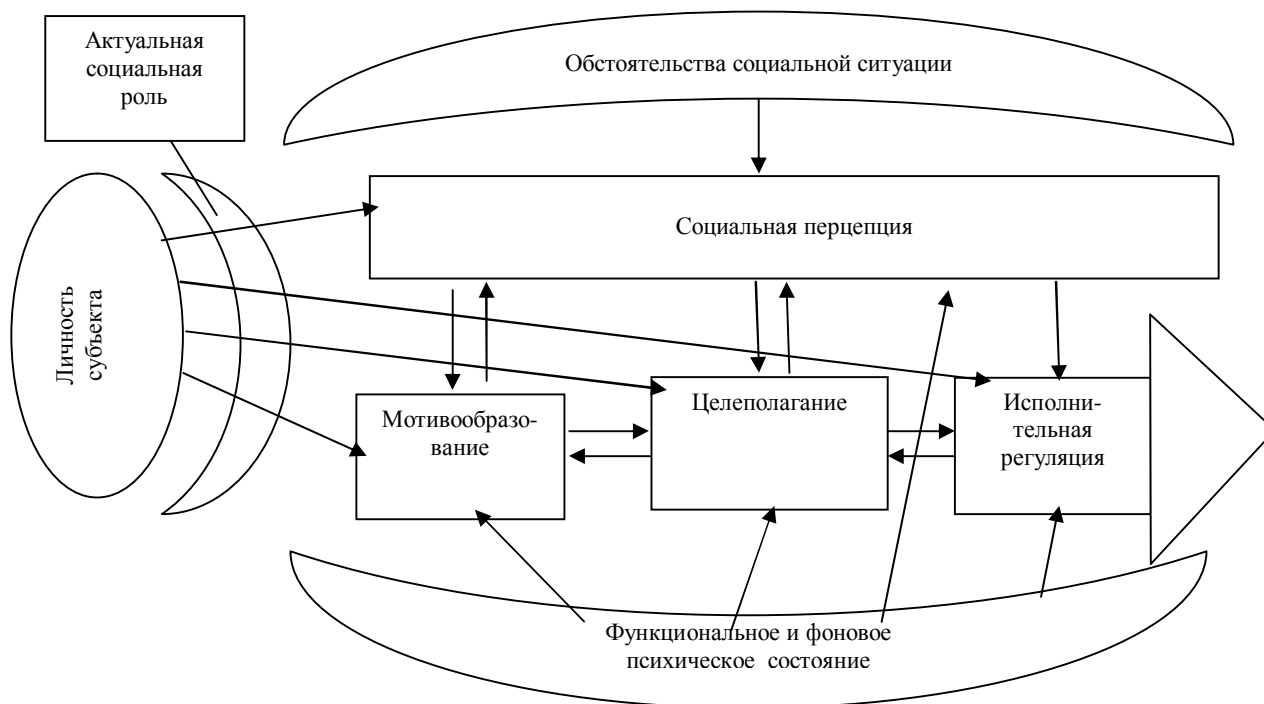 Актуальная
социальная
роль
Обстоятельства социальной ситуации
Социальная перцепция
Личность
субъекта
Мотивообразо-
вание
Целеполагание
Исполни-
тельная
регуляция
Функциональное и фоновое
психическое состояние